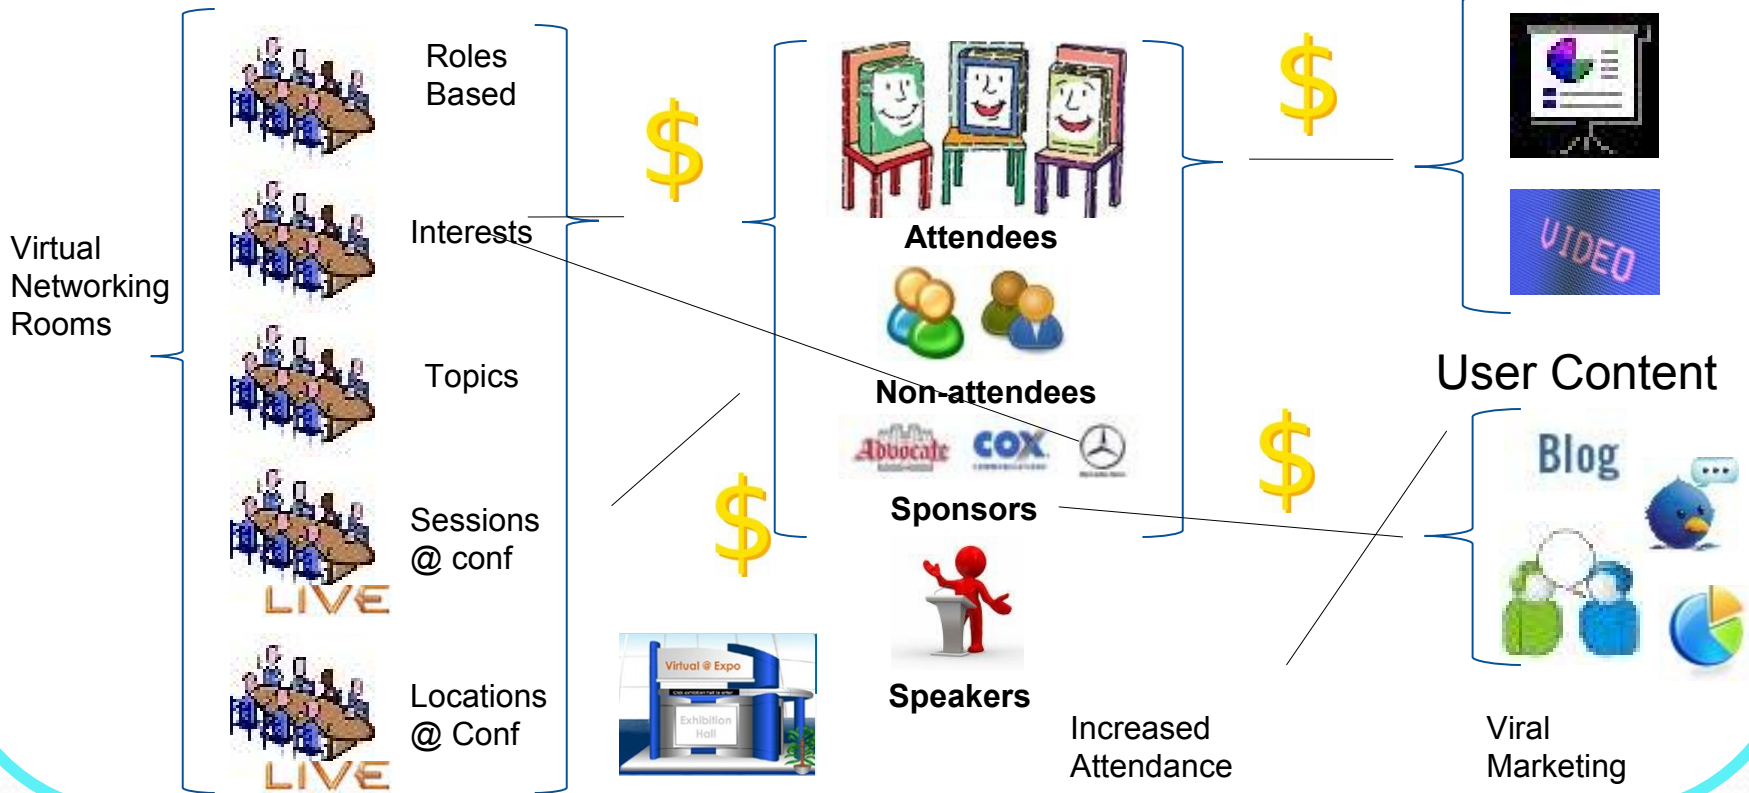 Virtual
Networking
Rooms
Roles
Based
Interests
Topics
Sessions
@ conf
LIVE
Locations
@ Conf
LIVE
$
$
Virtual @ Expo
Exhibition
Hall
Attendees
Non-attendees
Advocate
COX
COMMUNICATIONS
Sponsors
Speakers
Increased
Attendance
$
$
VIDEO
User Content
Blog
Viral
Marketing